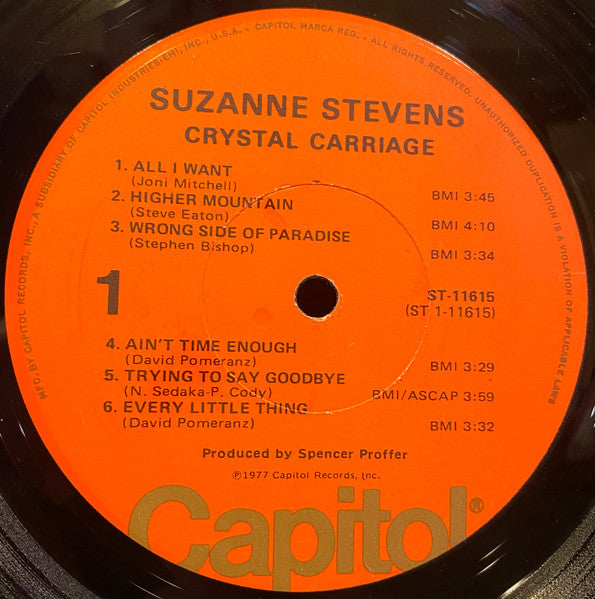 MFD. BY CAPITOL RECORDS, INC., A SUBSIDIARY OF CAPITOL INDUSTRIES-EMI, INC., U.S.A. • CAPITOL MARCA REG. • ALL RIGHTS RESERVED. UNAUTHORIZED DUPLICATION IS A VIOLATION OF APPLICABLE LAWS
SUZANNE STEVENS
CRYSTAL CARRIAGE
1. ALL I WANT
(Joni Mitchell) BMI 3:45
2. HIGHER MOUNTAIN
(Steve Eaton) BMI 4:10
3. WRONG SIDE OF PARADISE
(Stephen Bishop) BMI 3:34
1
ST-11615
(ST 1-11615)
4. AIN'T TIME ENOUGH
(David Pomeranz) BMI 3:29
5. TRYING TO SAY GOODBYE
(N. Sedaka-P. Cody) BMI/ASCAP 3:59
6. EVERY LITTLE THING
(David Pomeranz) BMI 3:32
Produced by Spencer Proffer
℗1977 Capitol Records, Inc.
Capitol®